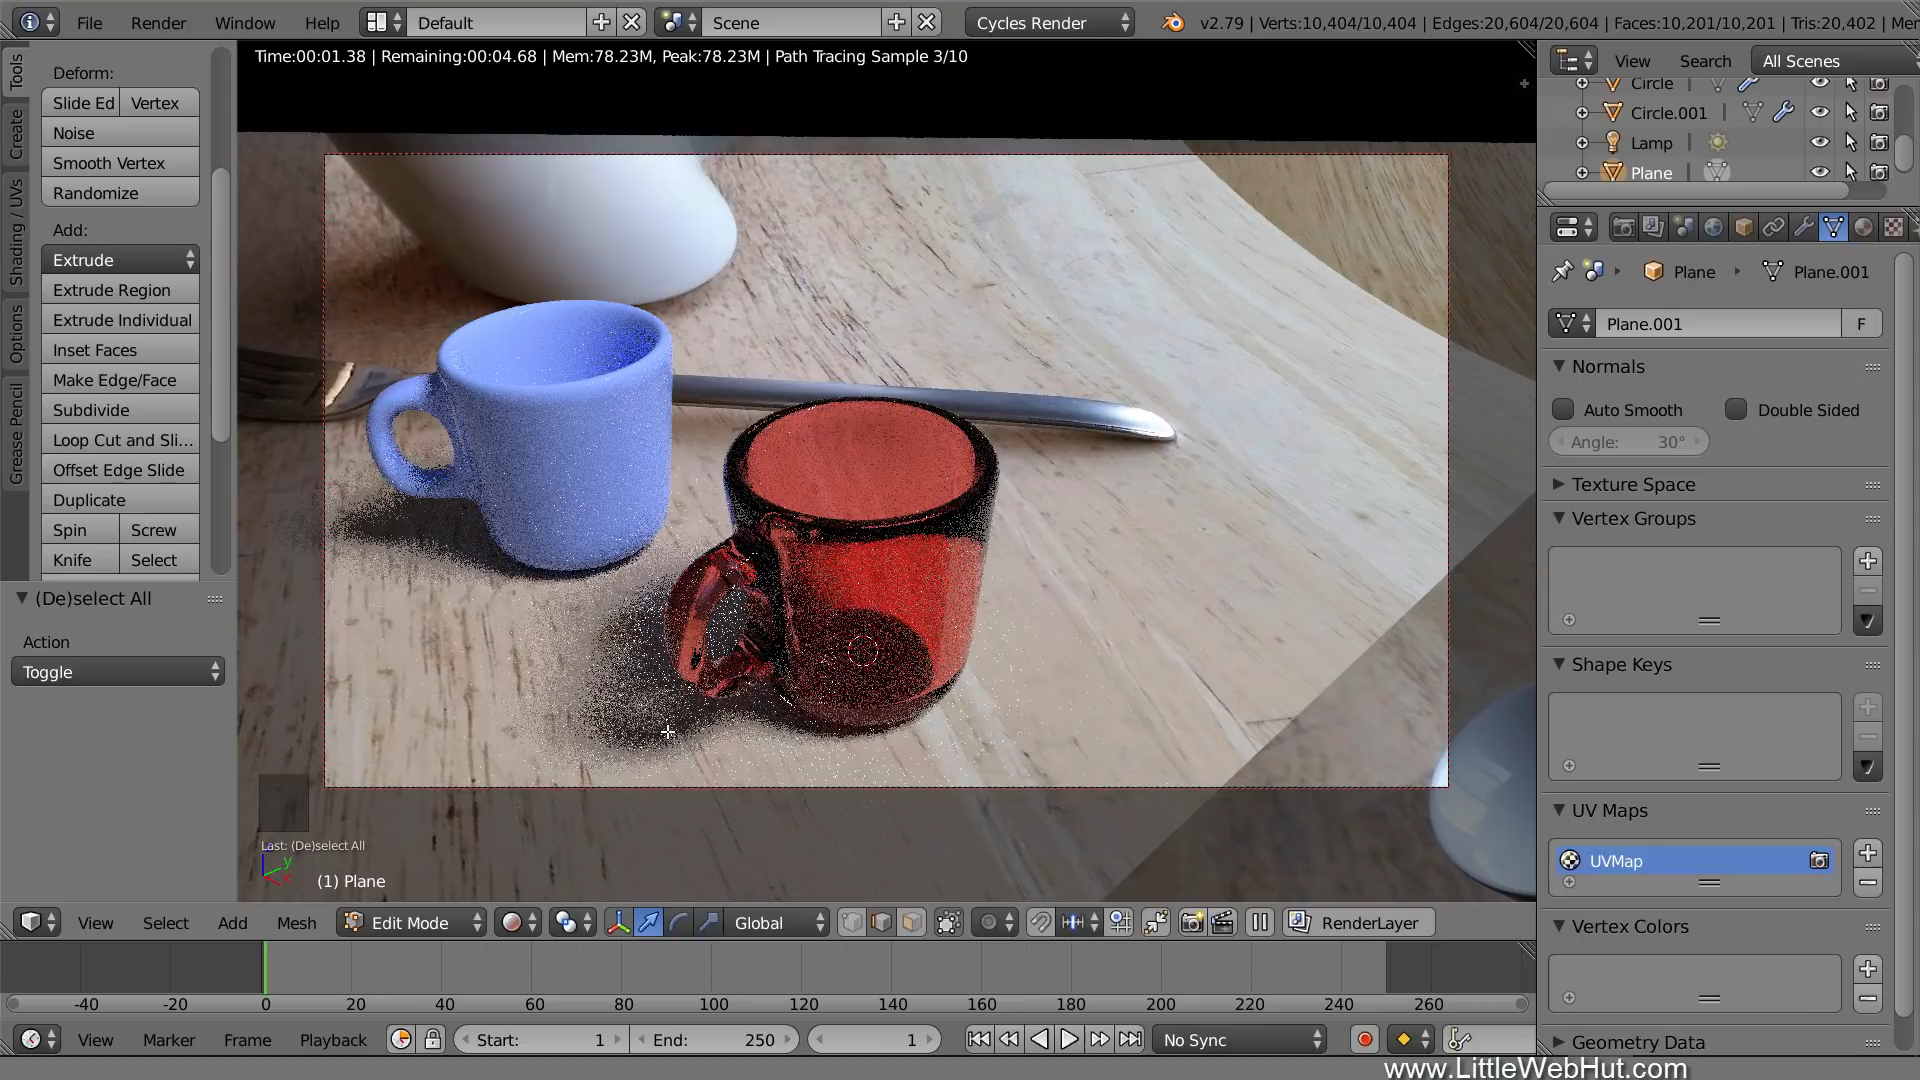 File Render Window Help Default Scene Cycles Render v2.79 | Verts:10,404/10,404 | Edges:20,604/20,604 | Faces:10,201/10,201 | Tris:20,402 |
Time:00:01.38 | Remaining:00:04.68 | Mem:78.23M, Peak:78.23M | Path Tracing Sample 3/10
View Search All Scenes
Circle
Circle.001
Lamp
Plane
Tools
Create
Shading / UVs
Options
Grease Pencil
Deform:
Slide Ed Vertex
Noise
Smooth Vertex
Randomize
Add:
Extrude
Extrude Region
Extrude Individual
Inset Faces
Make Edge/Face
Subdivide
Loop Cut and Sli...
Offset Edge Slide
Duplicate
Spin Screw
Knife Select
(De)select All
Action
Toggle
Plane Plane.001
Plane.001 F
Normals
Auto Smooth Double Sided
Angle: 30°
Texture Space
Vertex Groups
Shape Keys
UV Maps
UVMap
Vertex Colors
Geometry Data
Last: (De)select All
z y x
(1) Plane
View Select Add Mesh Edit Mode Global RenderLayer
-40 -20 0 20 40 60 80 100 120 140 160 180 200 220 240 260
View Marker Frame Playback Start: 1 End: 250 1 No Sync
www.LittleWebHut.com